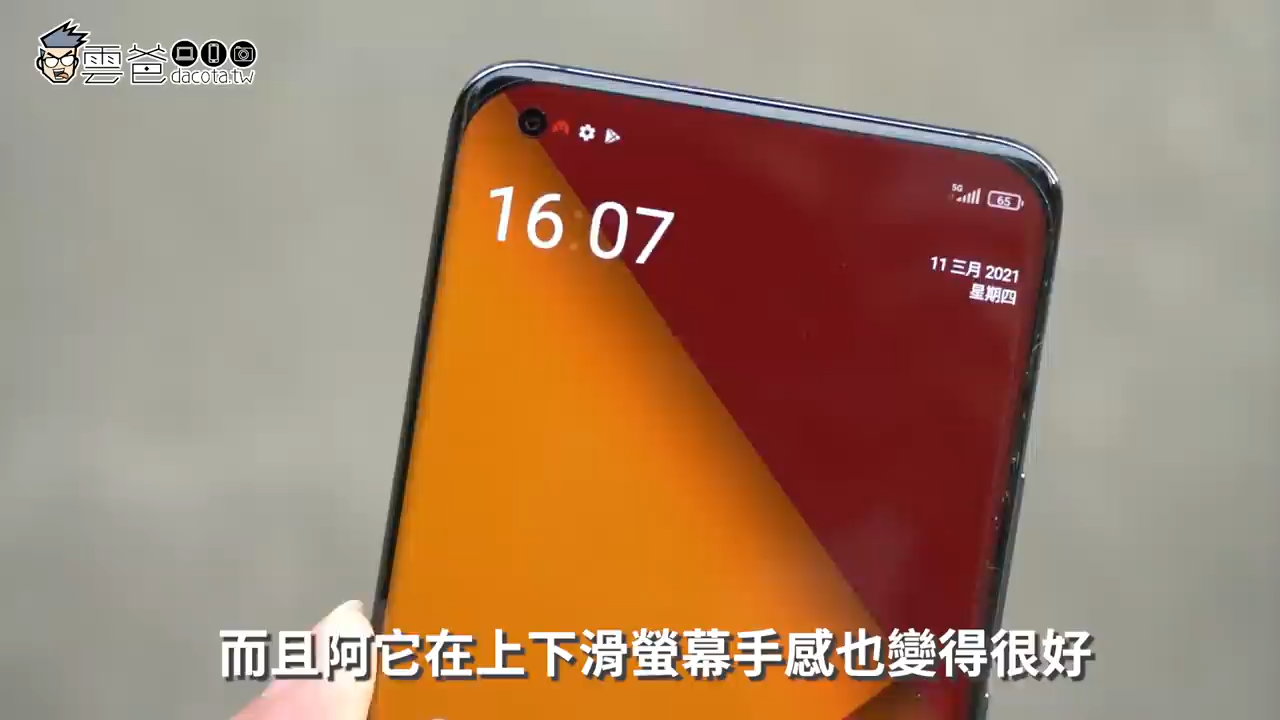 雲爸
dacota.tw
16:07
5G
65
11 三月 2021
星期四
而且阿它在上下滑螢幕手感也變得很好